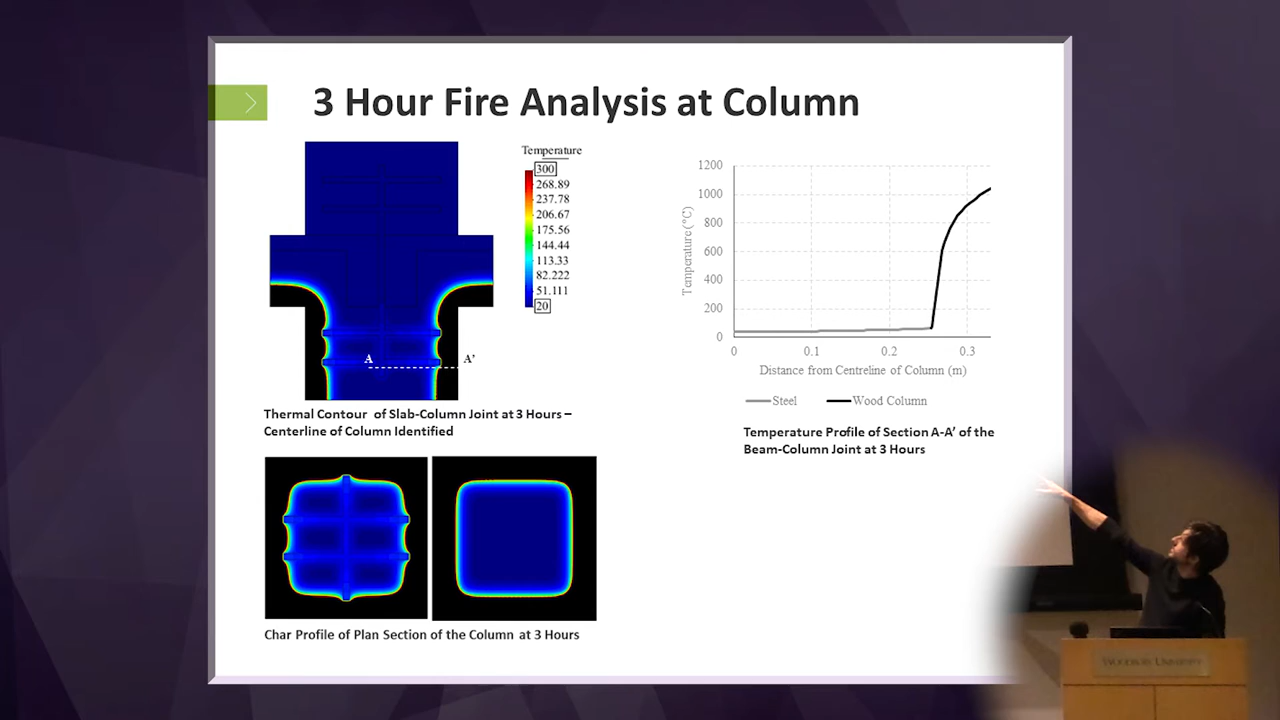 3 Hour Fire Analysis at Column
Temperature
300
268.89
237.78
206.67
175.56
144.44
113.33
82.222
51.111
20
A
A'
Thermal Contour of Slab-Column Joint at 3 Hours –
Centerline of Column Identified
Char Profile of Plan Section of the Column at 3 Hours
Temperature (°C)
1200
1000
800
600
400
200
0
0
0.1
0.2
0.3
Distance from Centreline of Column (m)
Steel
Wood Column
Temperature Profile of Section A-A’ of the
Beam-Column Joint at 3 Hours